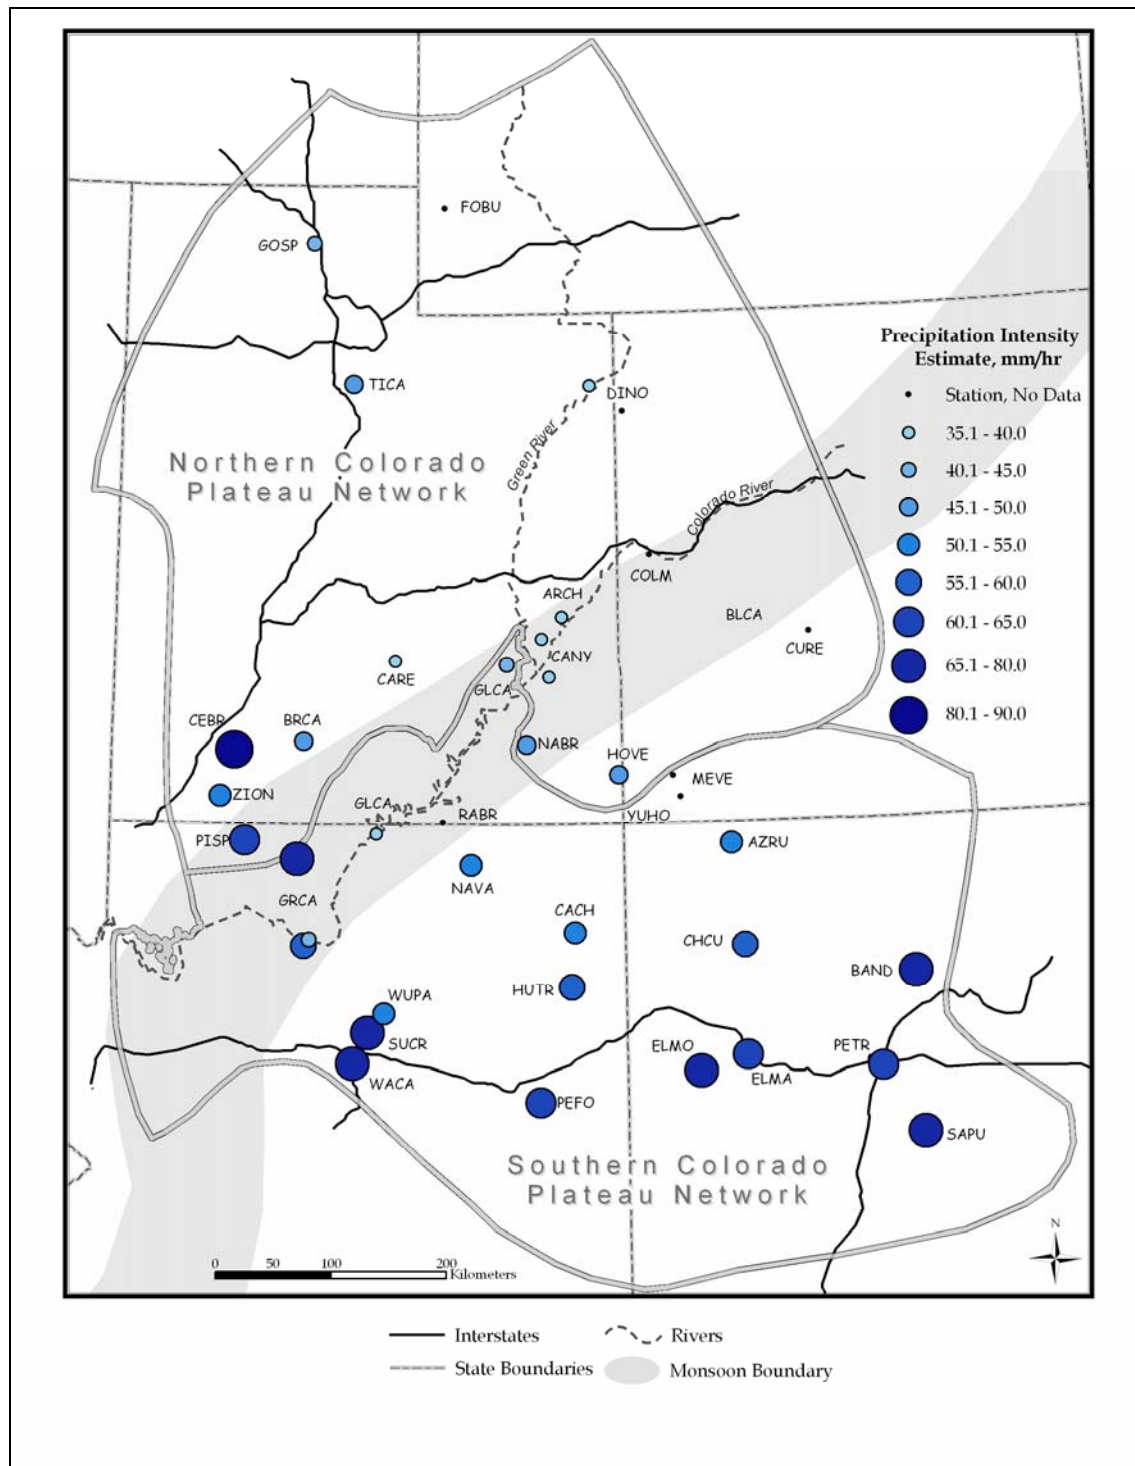 FOBU
GOSP
TICA
DINO
Precipitation Intensity
Estimate, mm/hr
Station, No Data
35.1 - 40.0
40.1 - 45.0
45.1 - 50.0
50.1 - 55.0
55.1 - 60.0
60.1 - 65.0
65.1 - 80.0
80.1 - 90.0
Northern Colorado
Plateau Network
Green River
Colorado River
COLM
ARCH
BLCA
CURE
CANY
CARE
GLCA
CEBR
BRCA
NABR
HOVE
MEVE
ZION
GLCA
RABR
YUHO
PISP
AZRU
NAVA
GRCA
CACH
CHCU
BAND
HUTR
WUPA
SUCR
ELMO
PETR
ELMA
WACA
PEFO
SAPU
Southern Colorado
Plateau Network
N
0 50 100 200
Kilometers
Interstates
Rivers
State Boundaries
Monsoon Boundary